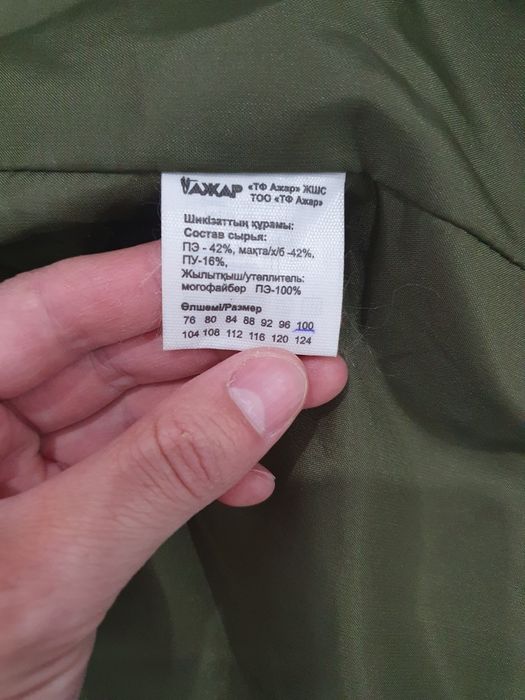 АЖАР «ТФ Ажар» ЖШС
ТОО «ТФ Ажар»
Шикізаттың құрамы:
Состав сырья:
ПЭ - 42%, мақта/х/б -42%,
ПУ-16%,
Жылытқыш/утеплитель:
могофайбер ПЭ-100%
Өлшемі/Размер
76 80 84 88 92 96 100
104 108 112 116 120 124